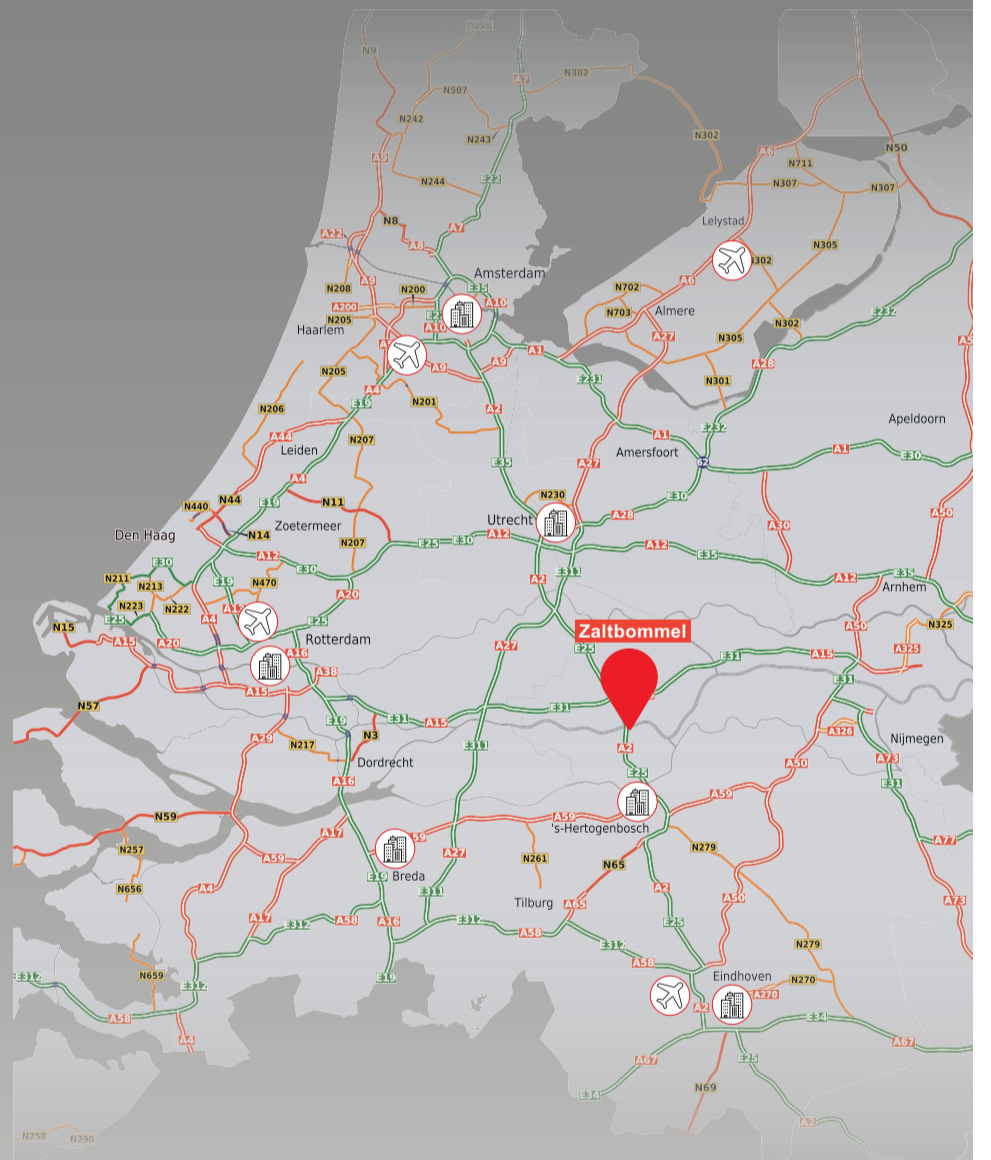 N9
A7
N302
N507
N242
N243
N302
A9
A6
N50
N711
N244
E22
N307
N307
N8
A7
Lelystad
A22
A8
N305
A9
Amsterdam
N208
N200
E35
A6
N702
A200
A10
N703
Almere
E232
N205
A10
N302
Haarlem
A27
N305
A9
A9
A1
A28
N205
E231
N301
A4
E19
N201
A2
N206
Apeldoorn
E232
A44
N207
A1
A1
Leiden
Amersfoort
E30
E35
A27
A4
N44
N11
N230
E30
N440
E19
A50
Zoetermeer
Utrecht
A28
A30
Den Haag
N14
A12
N207
E25
E30
A12
E35
A12
E30
E30
E311
A12
E35
N211
N213
E19
N470
A2
Arnhem
N223
N222
A20
E25
A4
E25
N325
N15
A15
A20
Rotterdam
Zaltbommel
A50
A16
A27
E25
E31
A15
A325
A38
E31
A15
N57
E31
E19
E31
A15
A326
A29
N217
N3
E311
A2
Nijmegen
Dordrecht
A50
A73
A16
E25
E31
A59
N59
A59
's-Hertogenbosch
A17
59
A77
N257
A59
A27
N261
N65
N279
E19
Breda
A4
E311
A2
N656
A50
A73
Tilburg
A65
A17
E312
A58
A16
E312
E25
A58
E312
N279
A58
N659
E312
E19
Eindhoven
N270
E312
A270
A2
A58
E34
A4
A67
A67
E25
N69
E34
A2
N258
N290